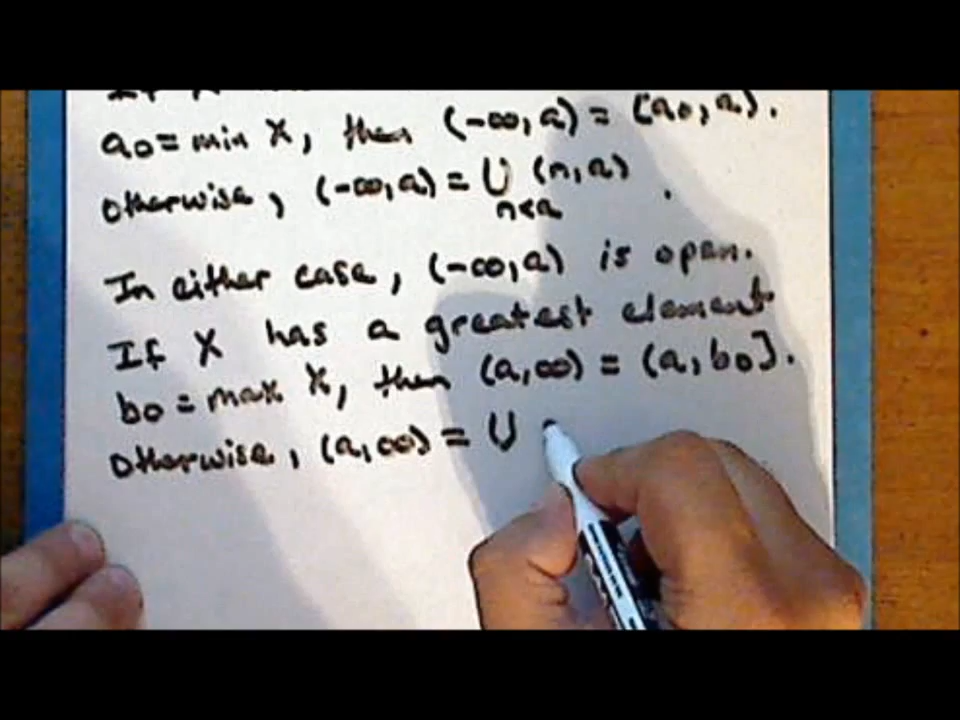 If X
a0 = min X, then (-∞, a) = [a0, a).
otherwise, (-∞, a) = ∪ (n, a).
n<a
In either case, (-∞, a) is open.
If X has a greatest element
b0 = max X, then (a, ∞) = (a, b0].
otherwise, (a, ∞) = ∪